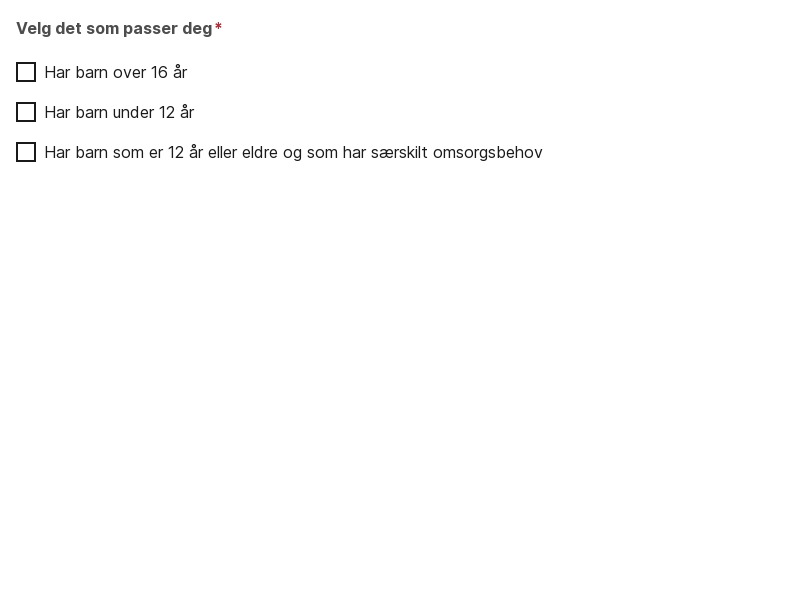 Velg det som passer deg*
Har barn over 16 år
Har barn under 12 år
Har barn som er 12 år eller eldre og som har særskilt omsorgsbehov